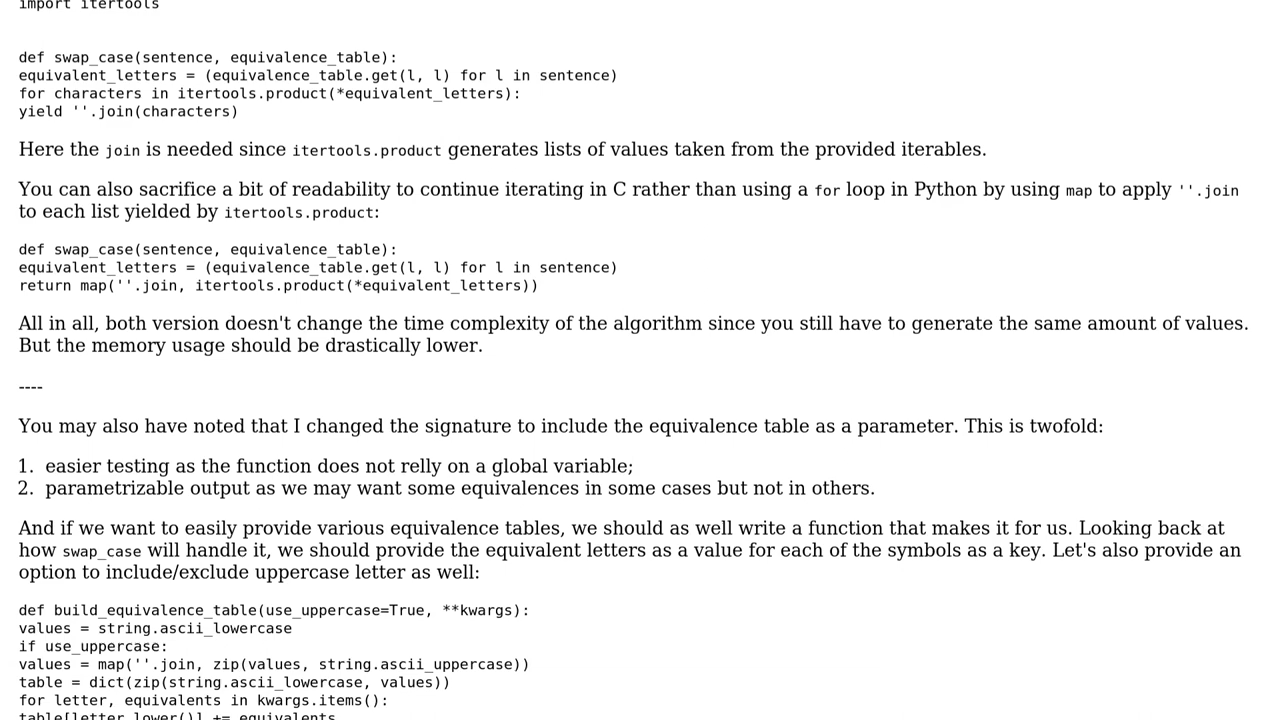 import itertools
def swap_case(sentence, equivalence_table):
equivalent_letters = (equivalence_table.get(l, l) for l in sentence)
for characters in itertools.product(*equivalent_letters):
yield ''.join(characters)
Here the join is needed since itertools.product generates lists of values taken from the provided iterables.
You can also sacrifice a bit of readability to continue iterating in C rather than using a for loop in Python by using map to apply ''.join
to each list yielded by itertools.product:
def swap_case(sentence, equivalence_table):
equivalent_letters = (equivalence_table.get(l, l) for l in sentence)
return map(''.join, itertools.product(*equivalent_letters))
All in all, both version doesn't change the time complexity of the algorithm since you still have to generate the same amount of values.
But the memory usage should be drastically lower.
----
You may also have noted that I changed the signature to include the equivalence table as a parameter. This is twofold:
1. easier testing as the function does not relly on a global variable;
2. parametrizable output as we may want some equivalences in some cases but not in others.
And if we want to easily provide various equivalence tables, we should as well write a function that makes it for us. Looking back at
how swap_case will handle it, we should provide the equivalent letters as a value for each of the symbols as a key. Let's also provide an
option to include/exclude uppercase letter as well:
def build_equivalence_table(use_uppercase=True, **kwargs):
values = string.ascii_lowercase
if use_uppercase:
values = map(''.join, zip(values, string.ascii_uppercase))
table = dict(zip(string.ascii_lowercase, values))
for letter, equivalents in kwargs.items():
table[letter.lower()] += equivalents